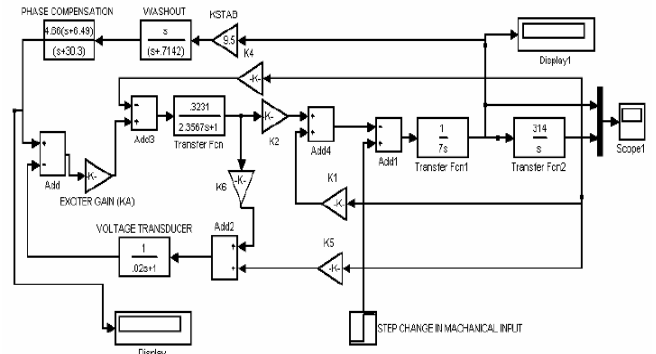 PHASE COMPENSATION
WASHOUT
KSTAB
4.66(s+6.49)
(s+30.3)
s
(s+.7142)
9.5
K4
Display1
-K-
Add3
.3231
2.3567s+1
Transfer Fcn
-K-
K2
Add4
Add1
1
7s
Transfer Fcn1
314
s
Transfer Fcn2
Scope1
Add
-K-
EXCITER GAIN (KA)
-K-
K6
K1
-K-
VOLTAGE TRANSDUCER
1
.02s+1
Add2
K5
-K-
STEP CHANGE IN MACHANICAL INPUT
Display